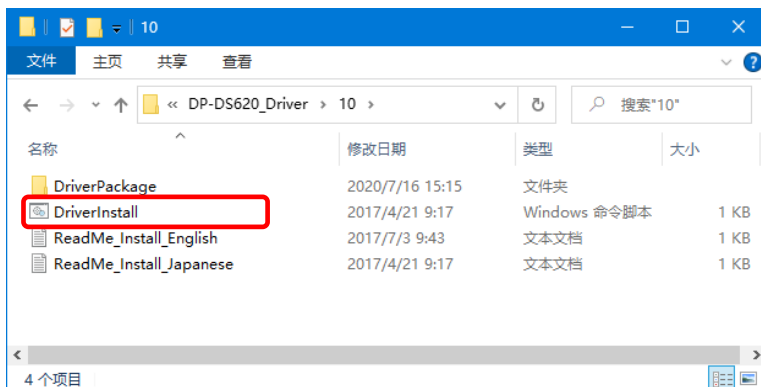 10
文件 主页 共享 查看
« DP-DS620_Driver › 10 › 搜索"10"
名称 修改日期 类型 大小
DriverPackage 2020/7/16 15:15 文件夹
DriverInstall 2017/4/21 9:17 Windows 命令脚本 1 KB
ReadMe_Install_English 2017/7/3 9:43 文本文档 1 KB
ReadMe_Install_Japanese 2017/4/21 9:17 文本文档 1 KB
4 个项目